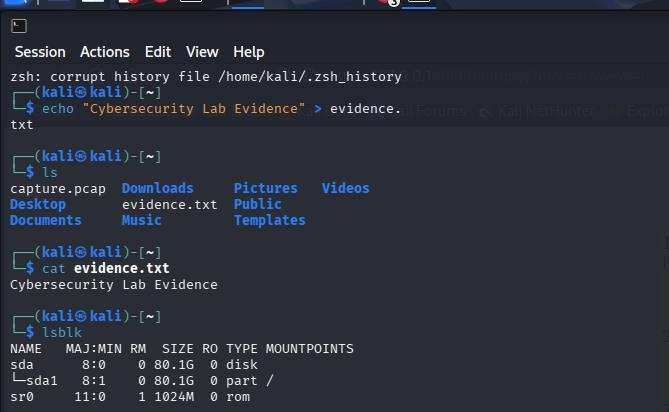 3
Session Actions Edit View Help
zsh: corrupt history file /home/kali/.zsh_history
┌──(kali㉿kali)-[~]
└─$ echo "Cybersecurity Lab Evidence" > evidence.
txt
┌──(kali㉿kali)-[~]
└─$ ls
capture.pcap  Downloads     Pictures   Videos
Desktop       evidence.txt  Public
Documents     Music         Templates
┌──(kali㉿kali)-[~]
└─$ cat evidence.txt
Cybersecurity Lab Evidence
┌──(kali㉿kali)-[~]
└─$ lsblk
NAME   MAJ:MIN RM  SIZE RO TYPE MOUNTPOINTS
sda      8:0    0 80.1G  0 disk
└─sda1   8:1    0 80.1G  0 part /
sr0     11:0    1 1024M  0 rom